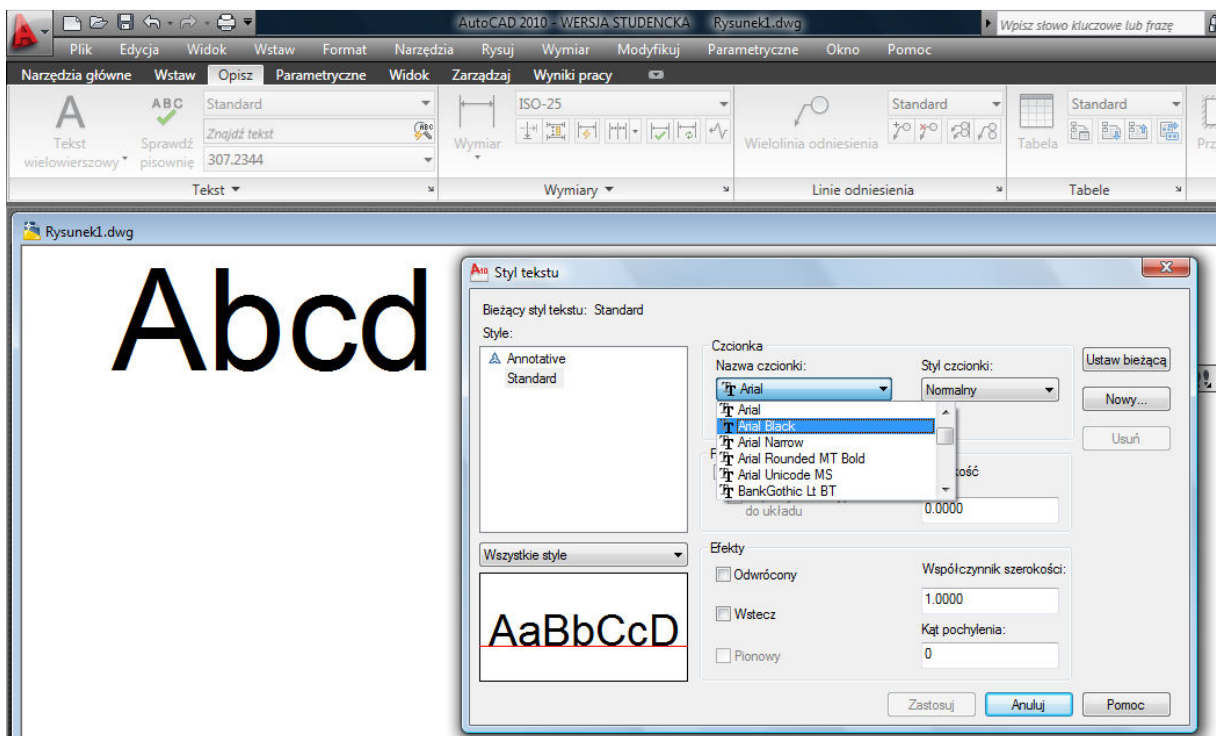 AutoCAD 2010 - WERSJA STUDENCKA Rysunek1.dwg
Wpisz słowo kluczowe lub frazę
Plik Edycja Widok Wstaw Format Narzędzia Rysuj Wymiar Modyfikuj Parametryczne Okno Pomoc
Narzędzia główne Wstaw Opisz Parametryczne Widok Zarządzaj Wyniki pracy
A
Tekst
wielowierszowy
ABC
Sprawdź
pisownię
Standard
Znajdź tekst
307.2344
Tekst
Wymiar
ISO-25
Wymiary
Wielolinia odniesienia
Standard
Linie odniesienia
Tabela
Standard
Tabele
Rysunek1.dwg
Abcd
Styl tekstu
Bieżący styl tekstu: Standard
Style:
Annotative
Standard
Wszystkie style
AaBbCcD
Czcionka
Nazwa czcionki:
Arial
Arial
Arial Black
Arial Narrow
Arial Rounded MT Bold
Arial Unicode MS
BankGothic Lt BT
Styl czcionki:
Normalny
do układu
0.0000
Efekty
Odwrócony
Wstecz
Pionowy
Współczynnik szerokości:
1.0000
Kąt pochylenia:
0
Ustaw bieżącą
Nowy...
Usuń
Zastosuj
Anuluj
Pomoc